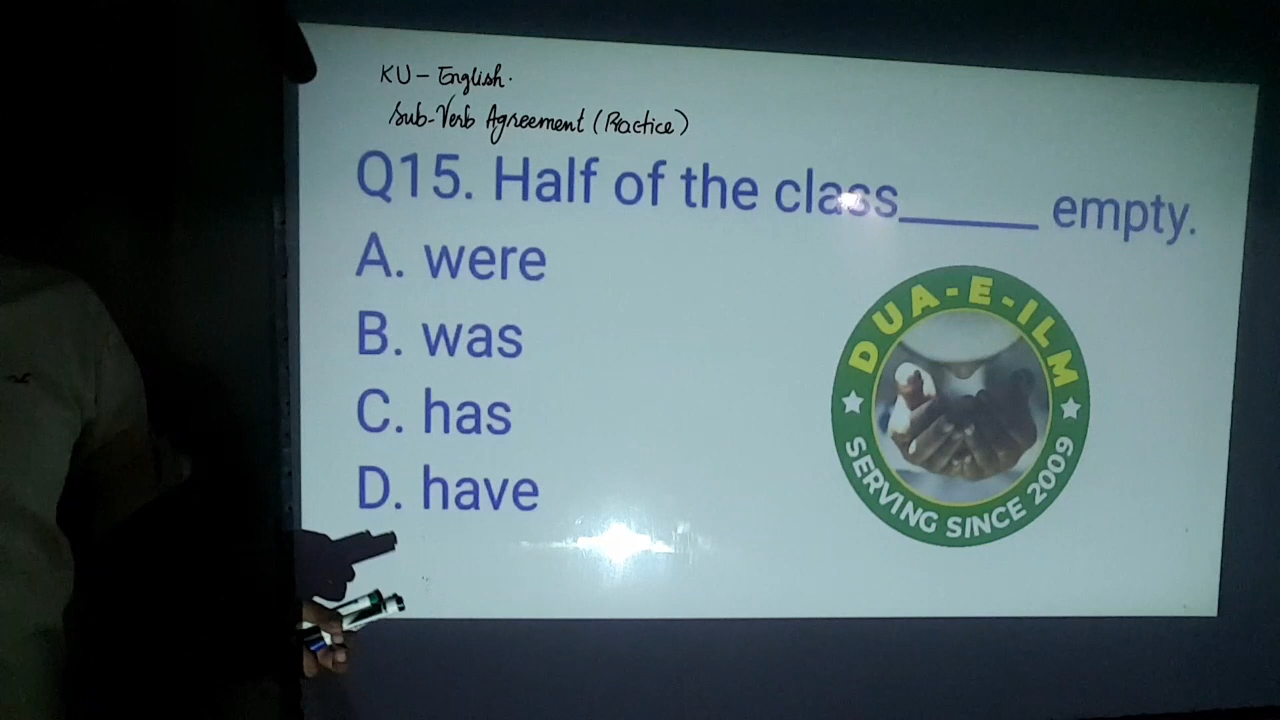 KU - English.
Sub-Verb Agreement (Practice)
Q15. Half of the class_____ empty.
A. were
B. was
C. has
D. have
DUA-E-ILM
SERVING SINCE 2009